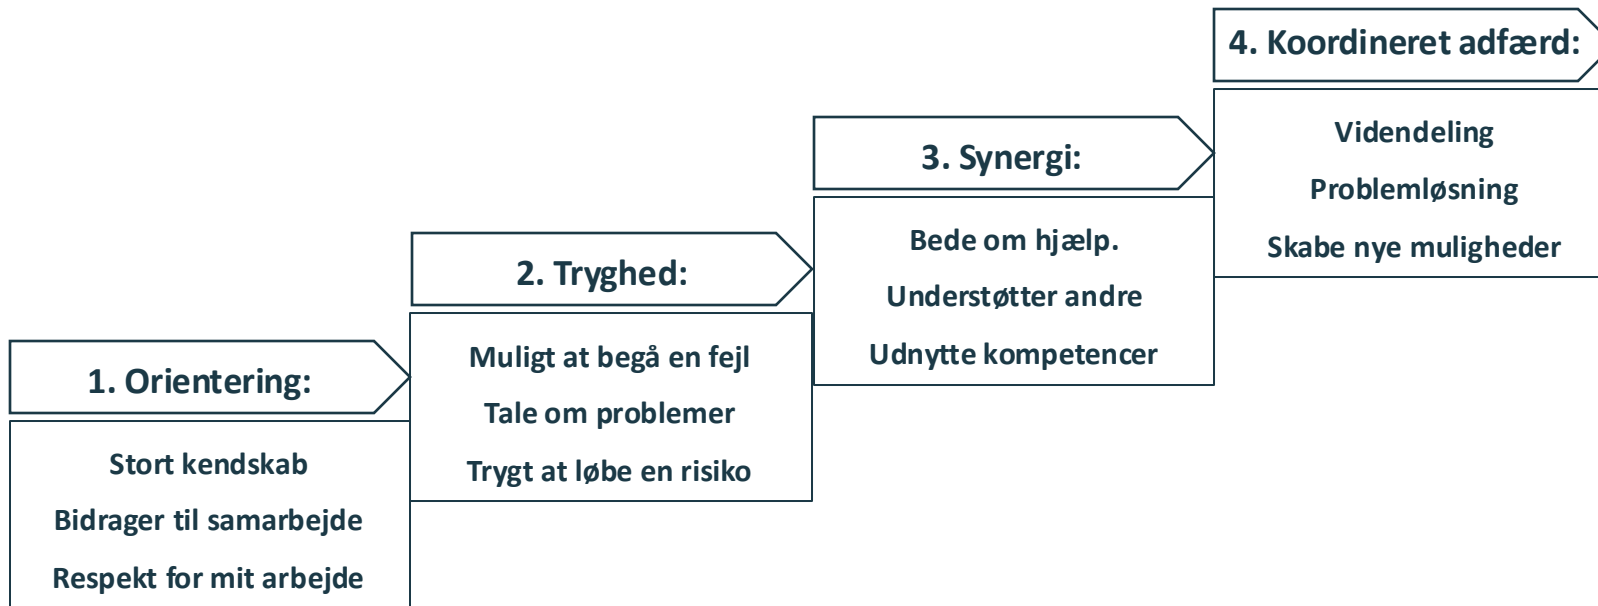 1. Orientering:
Stort kendskab
Bidrager til samarbejde
Respekt for mit arbejde
2. Tryghed:
Muligt at begå en fejl
Tale om problemer
Trygt at løbe en risiko
3. Synergi:
Bede om hjælp.
Understøtter andre
Udnytte kompetencer
4. Koordineret adfærd:
Videndeling
Problemløsning
Skabe nye muligheder